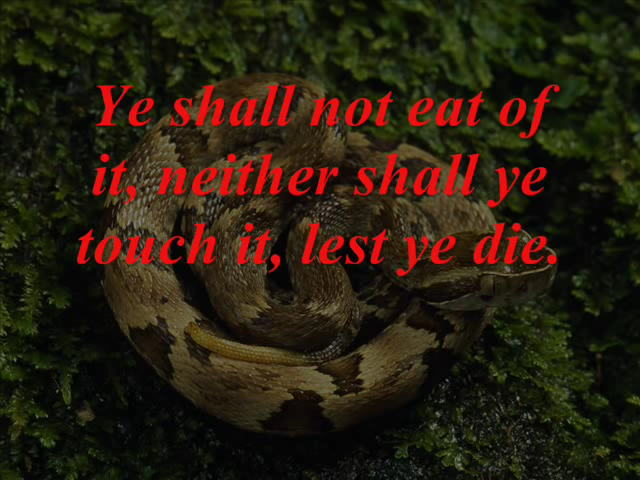 Ye shall not eat of
it, neither shall ye
touch it, lest ye die.